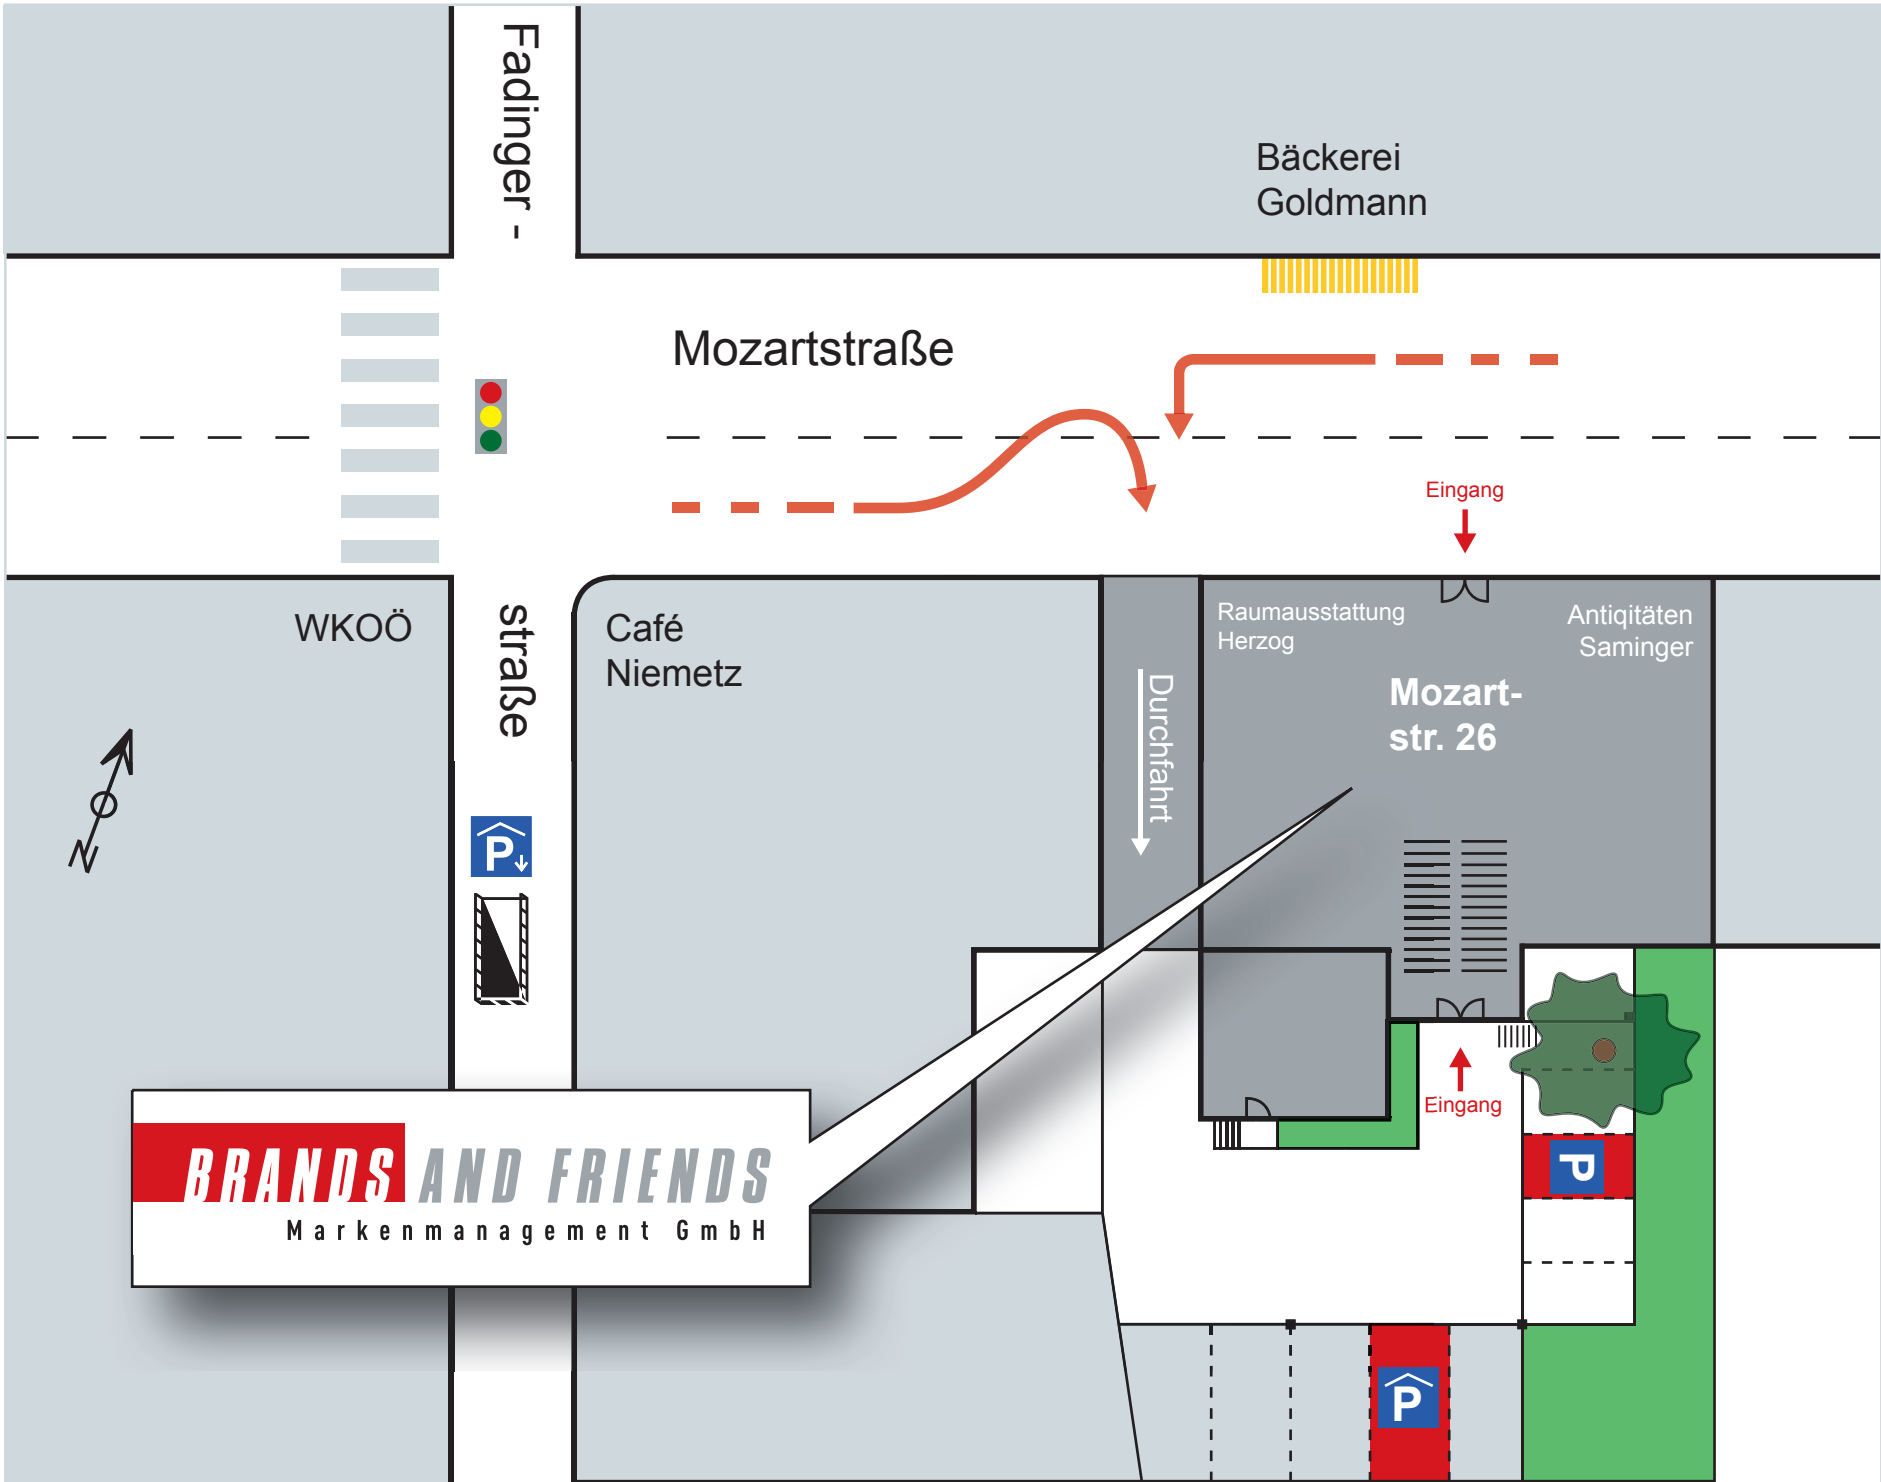 Fadinger -
Bäckerei
Goldmann
Mozartstraße
Eingang
WKOÖ
straße
Café
Niemetz
Raumausstattung
Herzog
Antiqitäten
Saminger
Mozart-
str. 26
Durchfahrt
N
P
Eingang
BRANDS AND FRIENDS
Markenmanagement GmbH
P
P